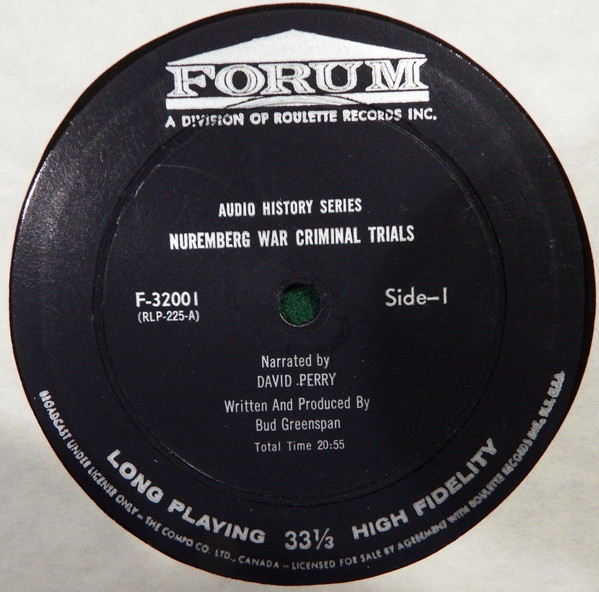 FORUM
A DIVISION OF ROULETTE RECORDS INC.
AUDIO HISTORY SERIES
NUREMBERG WAR CRIMINAL TRIALS
F-32001
(RLP-225-A)
Side-1
Narrated by
DAVID .PERRY
Written And Produced By
Bud Greenspan
Total Time 20:55
LONG PLAYING 33⅓ HIGH FIDELITY
BROADCAST UNDER LICENSE ONLY – THE COMPO CO. LTD., CANADA – LICENSED FOR SALE BY AGREEMENT WITH ROULETTE RECORDS INC. N.Y. U.S.A.